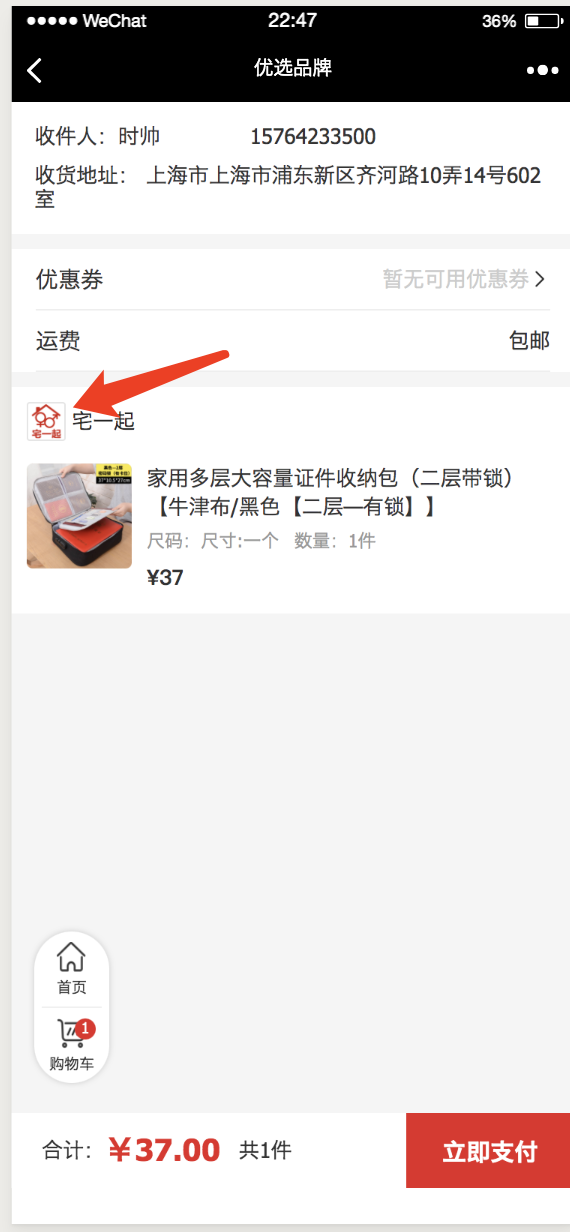 WeChat 22:47 36%
优选品牌
收件人：时帅 15764233500
收货地址： 上海市上海市浦东新区齐河路10弄14号602
室
优惠券 暂无可用优惠券
运费 包邮
宅一起
宅一起
家用多层大容量证件收纳包（二层带锁）
【牛津布/黑色【二层—有锁】】
尺码：尺寸:一个 数量：1件
¥37
首页
1
购物车
合计：￥37.00 共1件
立即支付